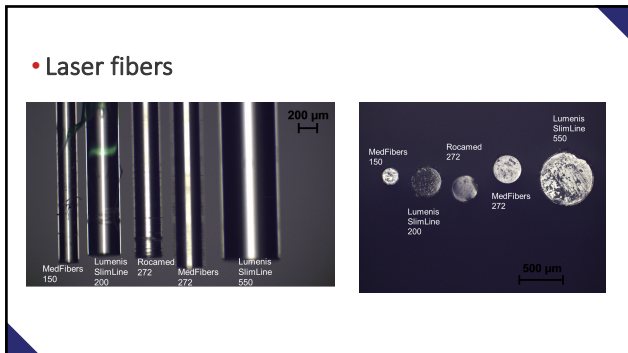 • Laser fibers
200 µm
MedFibers
150
Lumenis
SlimLine
200
Rocamed
272
MedFibers
272
Lumenis
SlimLine
550
MedFibers
150
Lumenis
SlimLine
200
Rocamed
272
MedFibers
272
Lumenis
SlimLine
550
500 µm